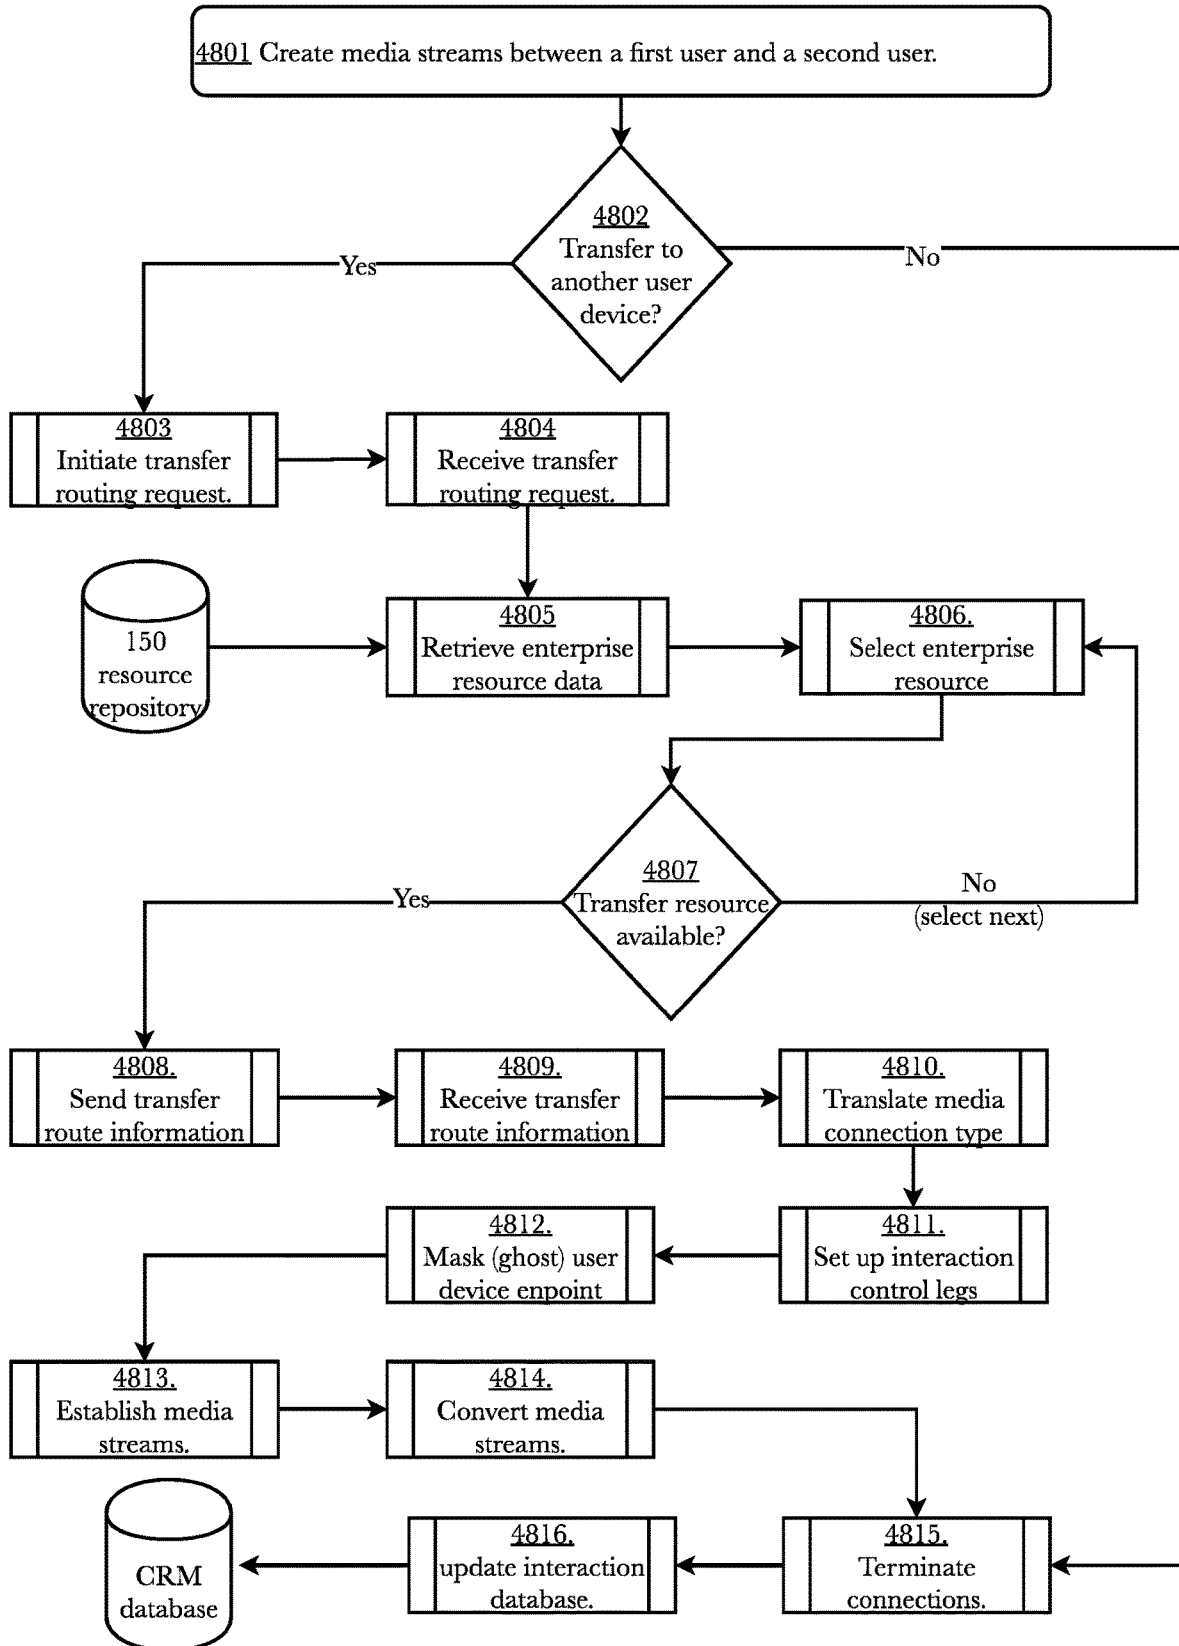 4801 Create media streams between a first user and a second user.
4802
Transfer to
another user
device?
Yes
No
4803
Initiate transfer
routing request.
4804
Receive transfer
routing request.
150
resource
repository
4805
Retrieve enterprise
resource data
4806.
Select enterprise
resource
4807
Transfer resource
available?
Yes
No
(select next)
4808.
Send transfer
route information
4809.
Receive transfer
route information
4810.
Translate media
connection type
4812.
Mask (ghost) user
device enpoint
4811.
Set up interaction
control legs
4813.
Establish media
streams.
4814.
Convert media
streams.
CRM
database
4816.
update interaction
database.
4815.
Terminate
connections.